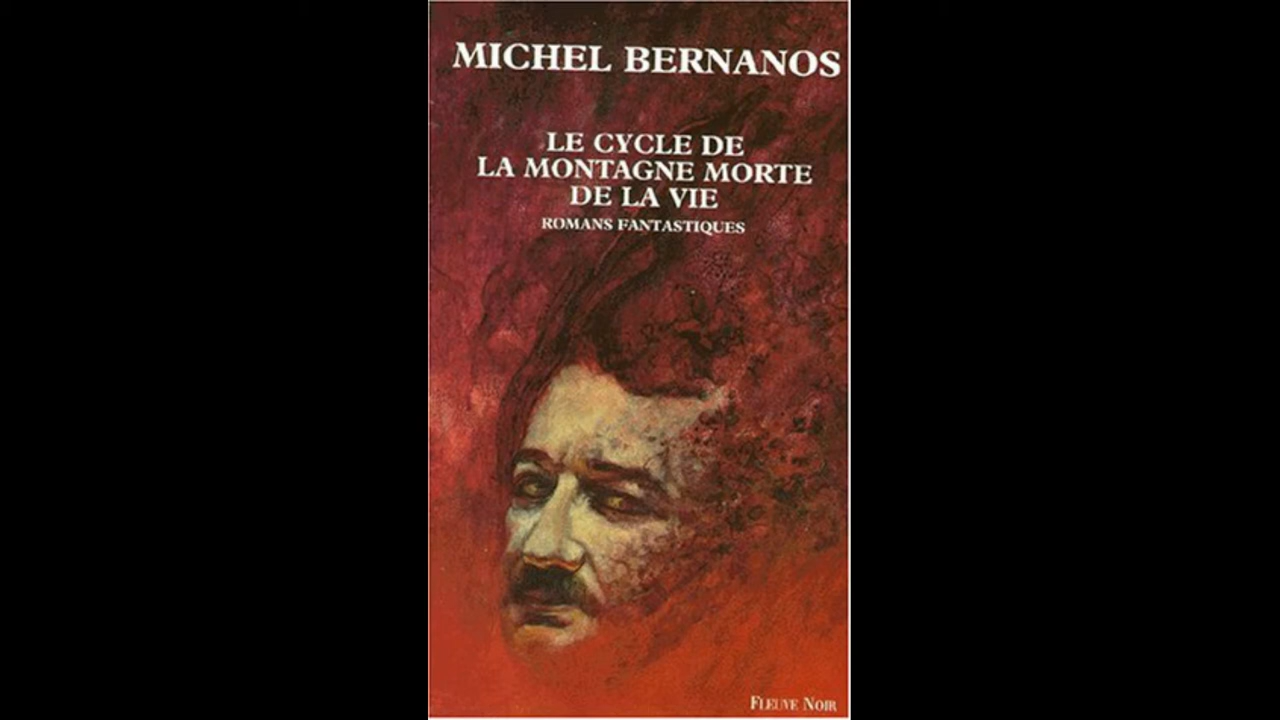 MICHEL BERNANOS
LE CYCLE DE
LA MONTAGNE MORTE
DE LA VIE
ROMANS FANTASTIQUES
FLEUVE NOIR